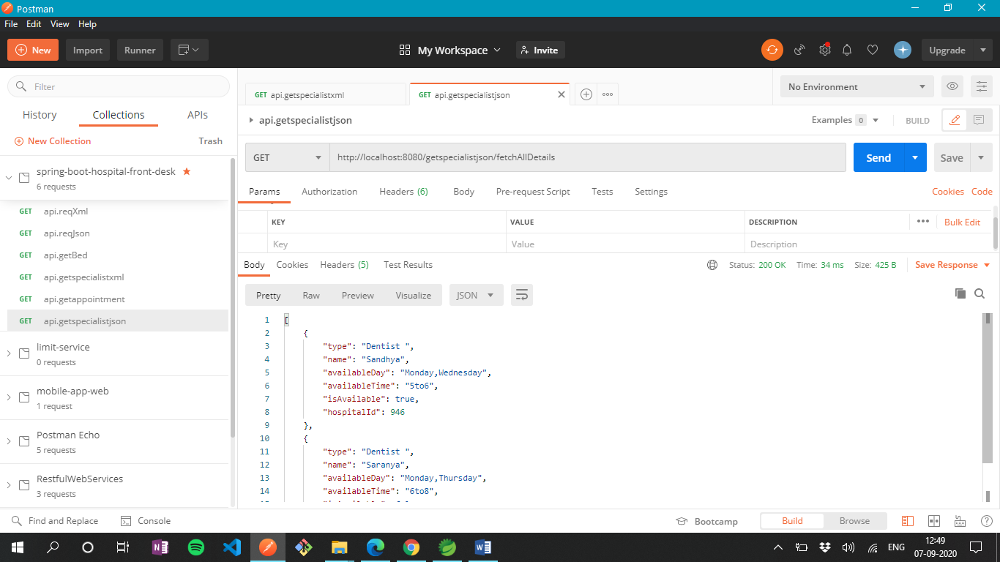 Postman
File Edit View Help
New Import Runner My Workspace Invite Upgrade
Filter
History Collections APIs
New Collection Trash
spring-boot-hospital-front-desk
6 requests
GET api.reqXml
GET api.reqJson
GET api.getBed
GET api.getspecialistxml
GET api.getappointment
GET api.getspecialistjson
limit-service
0 requests
mobile-app-web
1 request
Postman Echo
5 requests
RestfulWebServices
3 requests
GET api.getspecialistxml GET api.getspecialistjson No Environment
api.getspecialistjson Examples 0 BUILD
GET http://localhost:8080/getspecialistjson/fetchAllDetails Send Save
Params Authorization Headers (6) Body Pre-request Script Tests Settings Cookies Code
KEY VALUE DESCRIPTION Bulk Edit
Key Value Description
Body Cookies Headers (5) Test Results Status: 200 OK Time: 34 ms Size: 425 B Save Response
Pretty Raw Preview Visualize JSON
1 [
2 {
3 "type": "Dentist ",
4 "name": "Sandhya",
5 "availableDay": "Monday,Wednesday",
6 "availableTime": "5to6",
7 "isAvailable": true,
8 "hospitalId": 946
9 },
10 {
11 "type": "Dentist ",
12 "name": "Saranya",
13 "availableDay": "Monday,Thursday",
14 "availableTime": "6to8",
Find and Replace Console Bootcamp Build Browse
ENG 12:49
07-09-2020